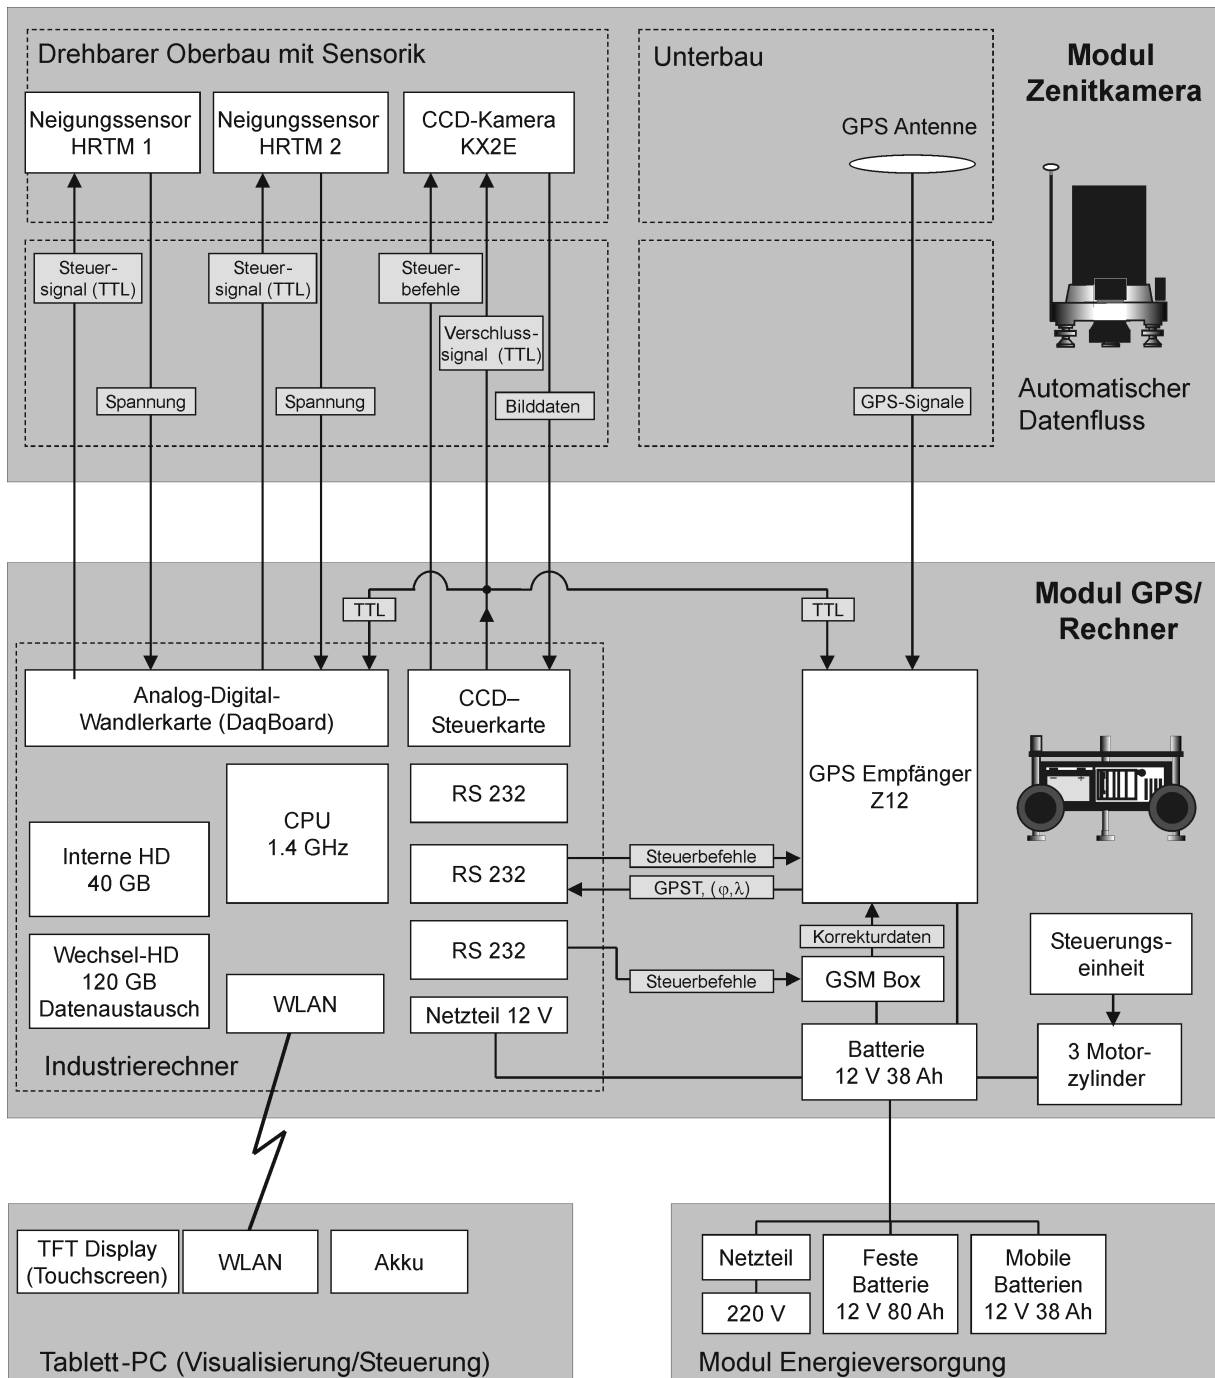 Drehbarer Oberbau mit Sensorik
Neigungssensor
HRTM 1
Neigungssensor
HRTM 2
CCD-Kamera
KX2E
Unterbau
GPS Antenne
Modul
Zenitkamera
Steuer-
signal (TTL)
Steuer-
signal (TTL)
Steuer-
befehle
Verschluss-
signal (TTL)
Spannung
Spannung
Bilddaten
GPS-Signale
Automatischer
Datenfluss
Modul GPS/
Rechner
TTL
TTL
Analog-Digital-
Wandlerkarte (DaqBoard)
CCD–
Steuerkarte
GPS Empfänger
Z12
CPU
1.4 GHz
RS 232
Interne HD
40 GB
RS 232
Steuerbefehle
GPST, (φ,λ)
Wechsel-HD
120 GB
Datenaustausch
RS 232
Korrekturdaten
Steuerbefehle
GSM Box
Steuerungs-
einheit
WLAN
Netzteil 12 V
Batterie
12 V 38 Ah
3 Motor-
zylinder
Industrierechner
TFT Display
(Touchscreen)
WLAN
Akku
Tablett-PC (Visualisierung/Steuerung)
Netzteil
220 V
Feste
Batterie
12 V 80 Ah
Mobile
Batterien
12 V 38 Ah
Modul Energieversorgung